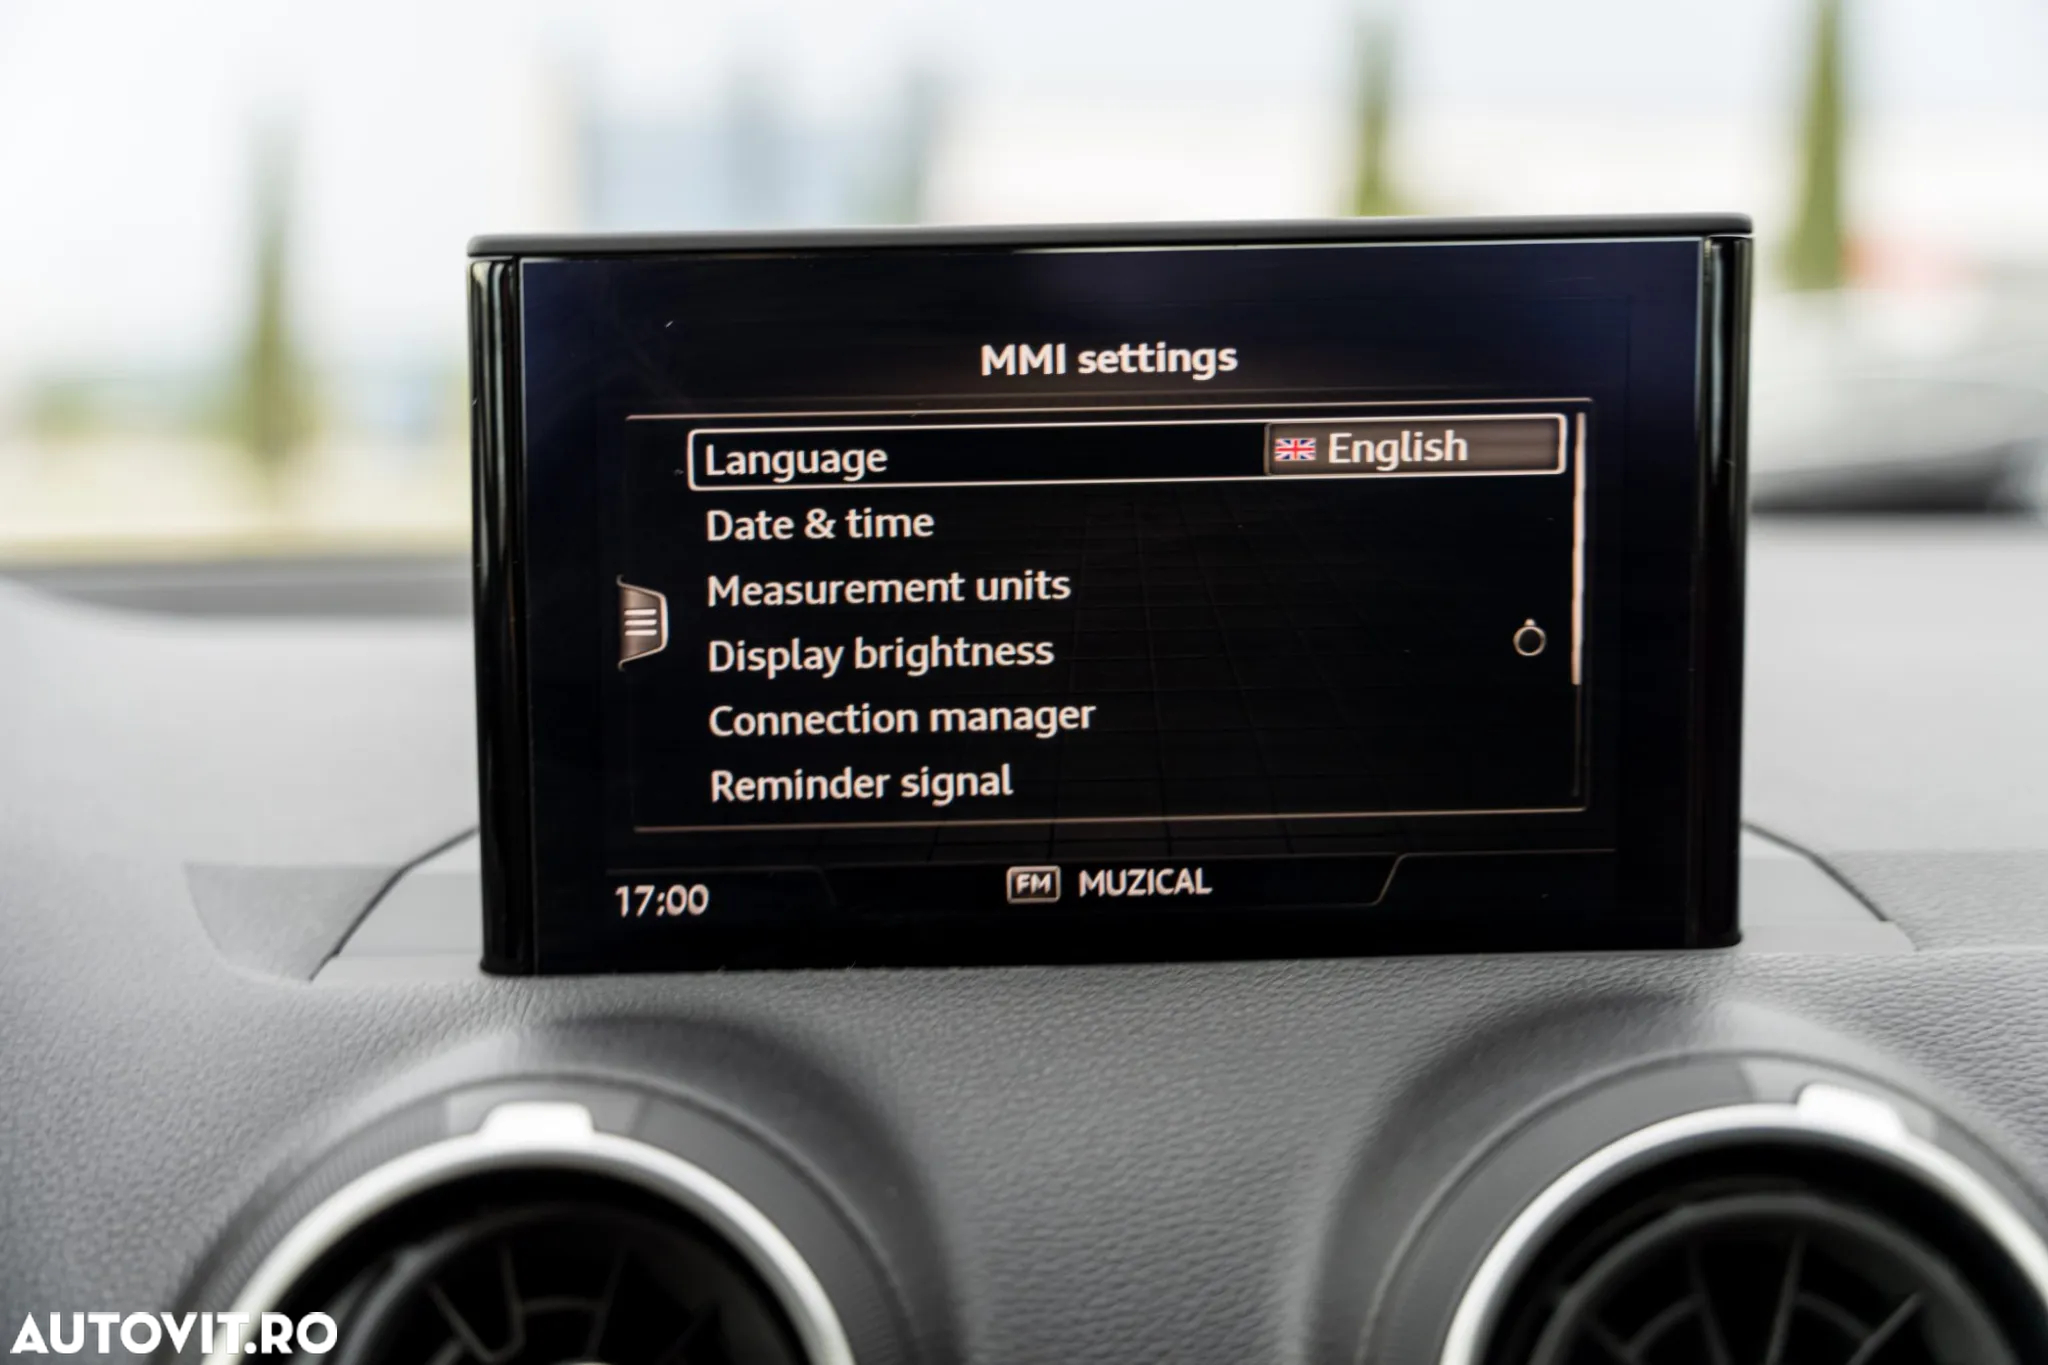 MMI settings
Language English
Date & time
Measurement units
Display brightness
Connection manager
Reminder signal
17:00 FM MUZICAL
AUTOVIT.RO